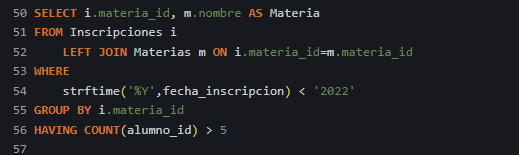 50 SELECT i.materia_id, m.nombre AS Materia
51 FROM Inscripciones i
52     LEFT JOIN Materias m ON i.materia_id=m.materia_id
53 WHERE
54     strftime('%Y',fecha_inscripcion) < '2022'
55 GROUP BY i.materia_id
56 HAVING COUNT(alumno_id) > 5
57